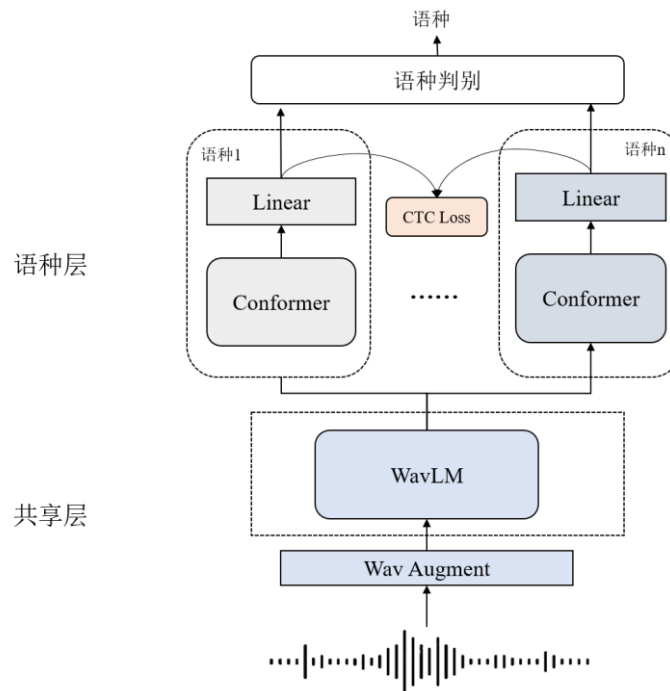 语种
语种判别
语种1
语种n
Linear
Linear
CTC Loss
语种层
Conformer
......
Conformer
WavLM
共享层
Wav Augment